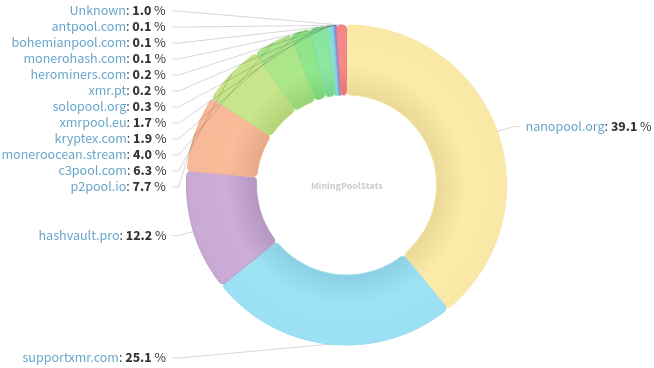 Unknown: 1.0 %
antpool.com: 0.1 %
bohemianpool.com: 0.1 %
monerohash.com: 0.1 %
herominers.com: 0.2 %
xmr.pt: 0.2 %
solopool.org: 0.3 %
xmrpool.eu: 1.7 %
kryptex.com: 1.9 %
moneroocean.stream: 4.0 %
c3pool.com: 6.3 %
p2pool.io: 7.7 %
hashvault.pro: 12.2 %
supportxmr.com: 25.1 %
nanopool.org: 39.1 %
MiningPoolStats